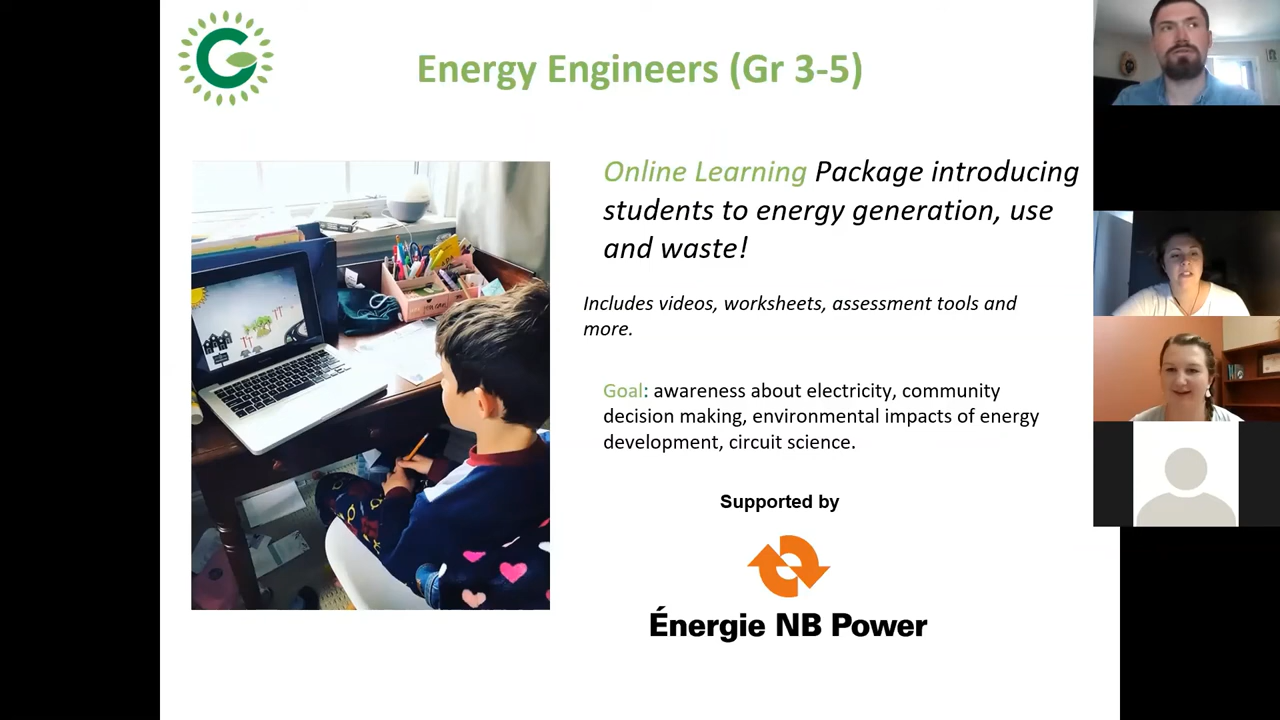 Energy Engineers (Gr 3-5)
Online Learning Package introducing
students to energy generation, use
and waste!
Includes videos, worksheets, assessment tools and
more.
Goal: awareness about electricity, community
decision making, environmental impacts of energy
development, circuit science.
Supported by
Énergie NB Power